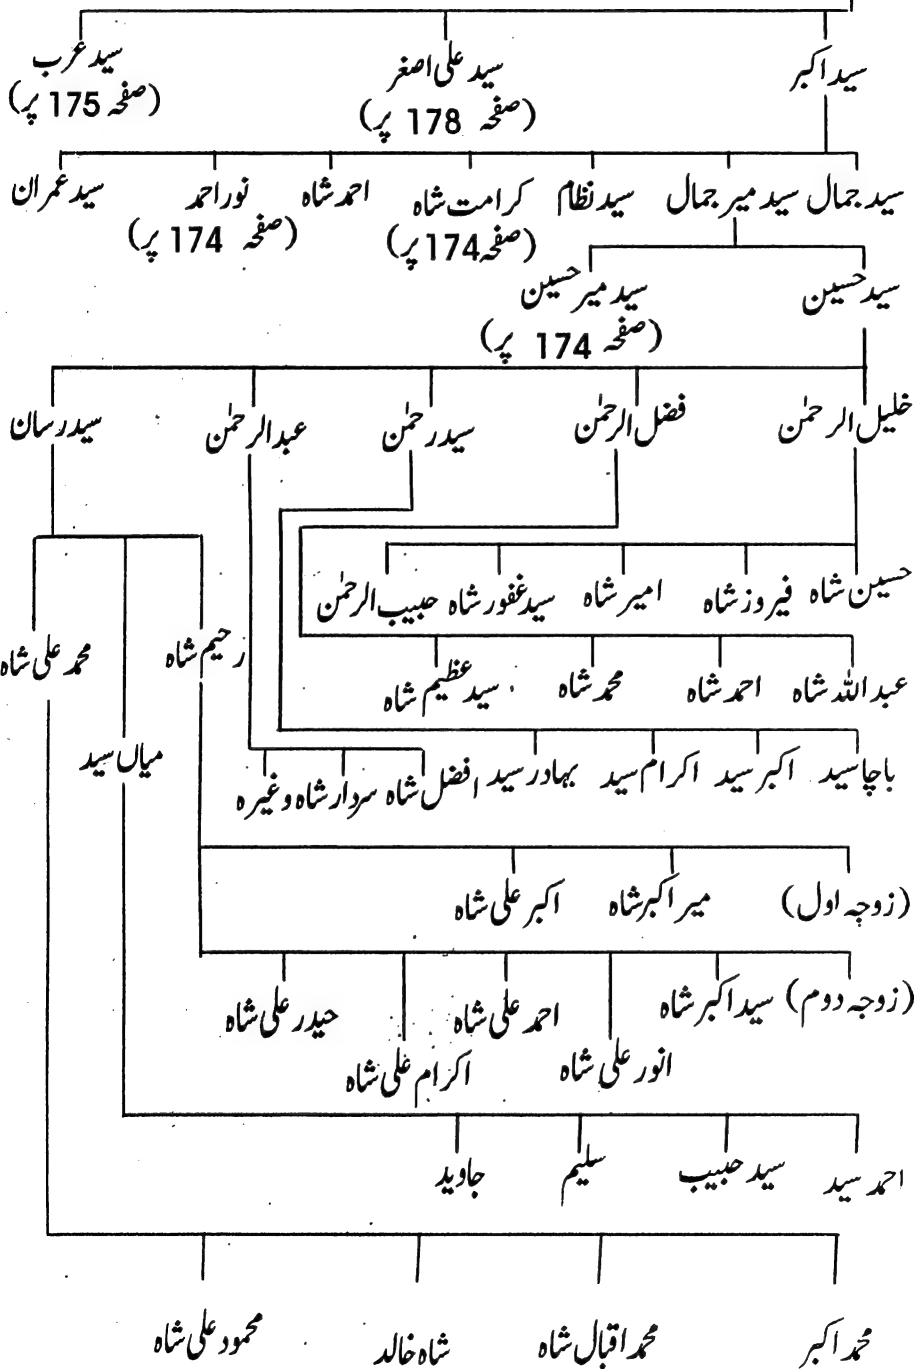 سید اکبر سید علی اصغر سید عرب
(صفحہ 178 پر) (صفحہ 175 پر)
سید جمال سید میر جمال سید نظام کرامت شاہ احمد شاہ نور احمد سید عمران
(صفحہ 174 پر) (صفحہ 174 پر)
سید حسین سید میر حسین
(صفحہ 174 پر)
خلیل الرحمٰن فضل الرحمٰن سید رحمٰن عبدالرحمٰن سید رسان
حسین شاہ فیروز شاہ امیر شاہ سید غفور شاہ حبیب الرحمٰن
رحیم شاہ محمد علی شاہ
عبداللہ شاہ احمد شاہ محمد شاہ سید عظیم شاہ
میاں سید
باچا سید اکبر سید اکرام سید بہادر سید افضل شاہ سردار شاہ وغیرہ
(زوجہ اول) میر اکبر شاہ اکبر علی شاہ
(زوجہ دوم) سید اکبر شاہ احمد علی شاہ حیدر علی شاہ
انور علی شاہ اکرام علی شاہ
احمد سید سید حبیب سلیم جاوید
محمد اکبر محمد اقبال شاہ شاہ خالد محمود علی شاہ